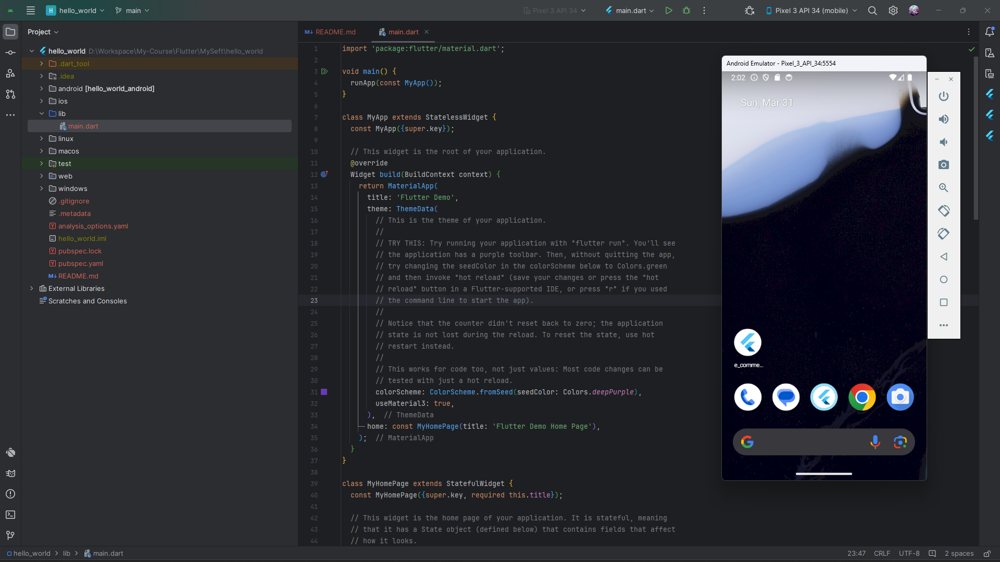 H hello_world main Pixel 3 API 34 main.dart Pixel 3 API 34 (mobile)
Project
hello_world D:\Workspace\My-Course\Flutter\MySeft\hello_world
.dart_tool
.idea
android [hello_world_android]
ios
lib
main.dart
linux
macos
test
web
windows
.gitignore
.metadata
analysis_options.yaml
hello_world.iml
pubspec.lock
pubspec.yaml
README.md
External Libraries
Scratches and Consoles
README.md main.dart
1 import 'package:flutter/material.dart';
2
3 void main() {
4 runApp(const MyApp());
5 }
6
7 class MyApp extends StatelessWidget {
8 const MyApp({super.key});
9
10 // This widget is the root of your application.
11 @override
12 Widget build(BuildContext context) {
13 return MaterialApp(
14 title: 'Flutter Demo',
15 theme: ThemeData(
16 // This is the theme of your application.
17 //
18 // TRY THIS: Try running your application with "flutter run". You'll see
19 // the application has a purple toolbar. Then, without quitting the app,
20 // try changing the seedColor in the colorScheme below to Colors.green
21 // and then invoke "hot reload" (save your changes or press the "hot
22 // reload" button in a Flutter-supported IDE, or press "r" if you used
23 // the command line to start the app).
24 //
25 // Notice that the counter didn't reset back to zero; the application
26 // state is not lost during the reload. To reset the state, use hot
27 // restart instead.
28 //
29 // This works for code too, not just values: Most code changes can be
30 // tested with just a hot reload.
31 colorScheme: ColorScheme.fromSeed(seedColor: Colors.deepPurple),
32 useMaterial3: true,
33 ), // ThemeData
34 home: const MyHomePage(title: 'Flutter Demo Home Page'),
35 ); // MaterialApp
36 }
37 }
38
39 class MyHomePage extends StatefulWidget {
40 const MyHomePage({super.key, required this.title});
41
42 // This widget is the home page of your application. It is stateful, meaning
43 // that it has a State object (defined below) that contains fields that affect
44 // how it looks.
Android Emulator - Pixel_3_API_34:5554
2:02
Sun, Mar 31
e_comme...
hello_world lib main.dart
23:47 CRLF UTF-8 2 spaces